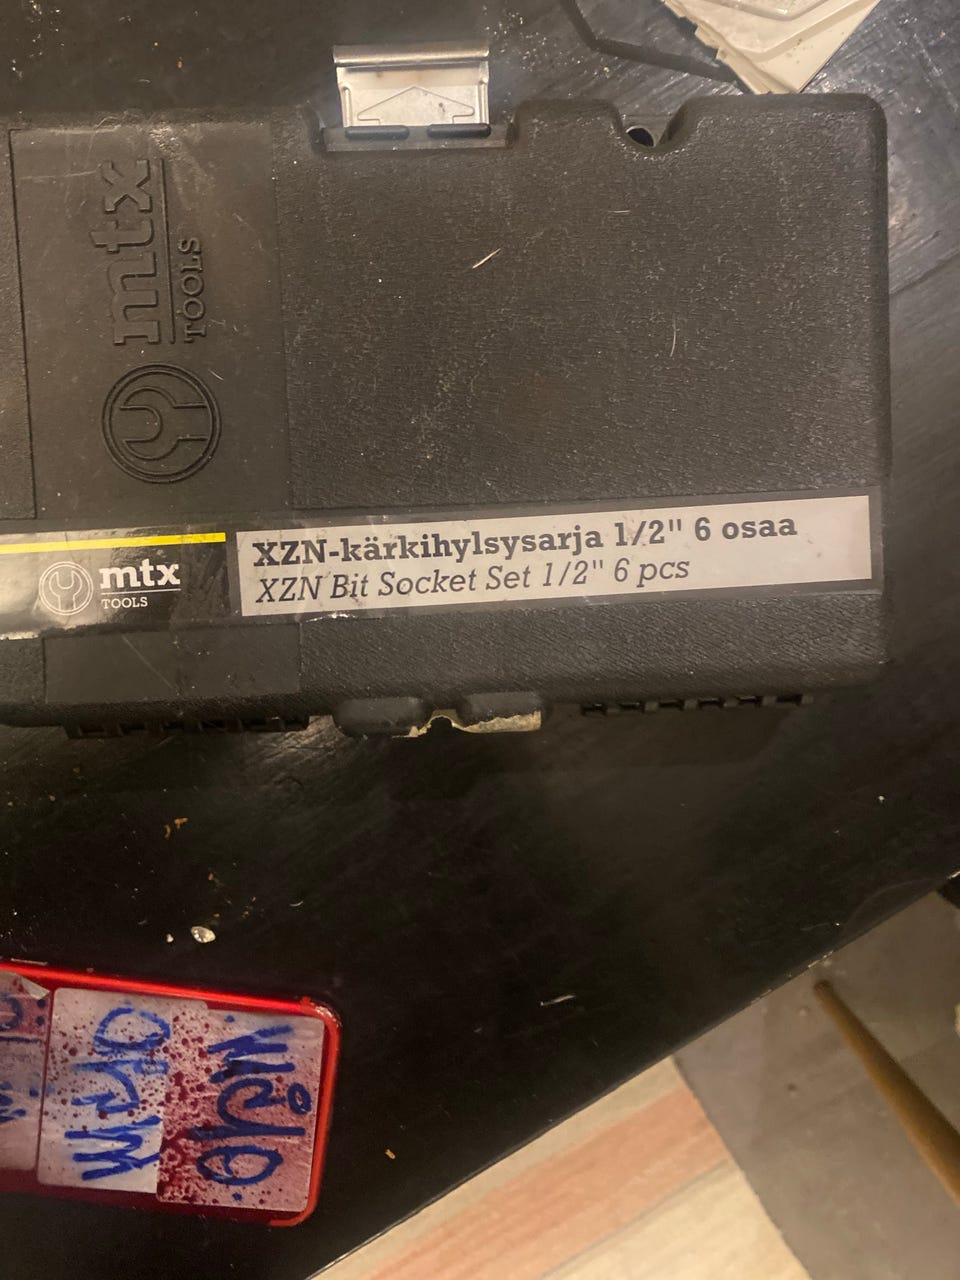 mtx
TOOLS
mtx
TOOLS
XZN-kärkihylsysarja 1/2" 6 osaa
XZN Bit Socket Set 1/2" 6 pcs